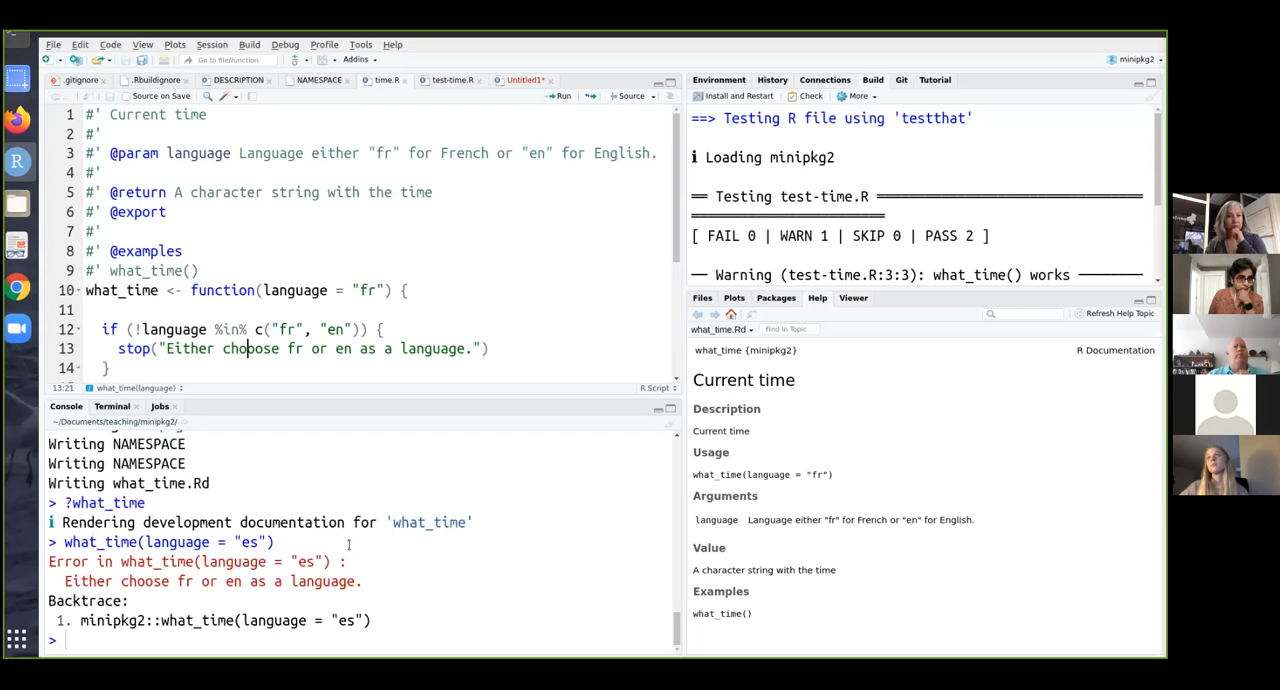 File Edit Code View Plots Session Build Debug Profile Tools Help
Go to file/function Addins minipkg2
.gitignore .Rbuildignore DESCRIPTION NAMESPACE time.R test-time.R Untitled1*
Source on Save Run Source
1 #' Current time
2 #'
3 #' @param language Language either "fr" for French or "en" for English.
4 #'
5 #' @return A character string with the time
6 #' @export
7 #'
8 #' @examples
9 #' what_time()
10 what_time <- function(language = "fr") {
11
12 if (!language %in% c("fr", "en")) {
13 stop("Either chooose fr or en as a language.")
14 }
13:21 what_time(language) R Script
Console Terminal Jobs
~/Documents/teaching/minipkg2/
Writing NAMESPACE
Writing NAMESPACE
Writing what_time.Rd
> ?what_time
ℹ Rendering development documentation for 'what_time'
> what_time(language = "es")
Error in what_time(language = "es") :
Either choose fr or en as a language.
Backtrace:
1. minipkg2::what_time(language = "es")
>
Environment History Connections Build Git Tutorial
Install and Restart Check More
==> Testing R file using 'testthat'
ℹ Loading minipkg2
══ Testing test-time.R ══════════
══════════
[ FAIL 0 | WARN 1 | SKIP 0 | PASS 2 ]
── Warning (test-time.R:3:3): what_time() works ──────
Files Plots Packages Help Viewer
Refresh Help Topic
what_time.Rd Find in Topic
what_time {minipkg2} R Documentation
Current time
Description
Current time
Usage
what_time(language = "fr")
Arguments
language Language either "fr" for French or "en" for English.
Value
A character string with the time
Examples
what_time()